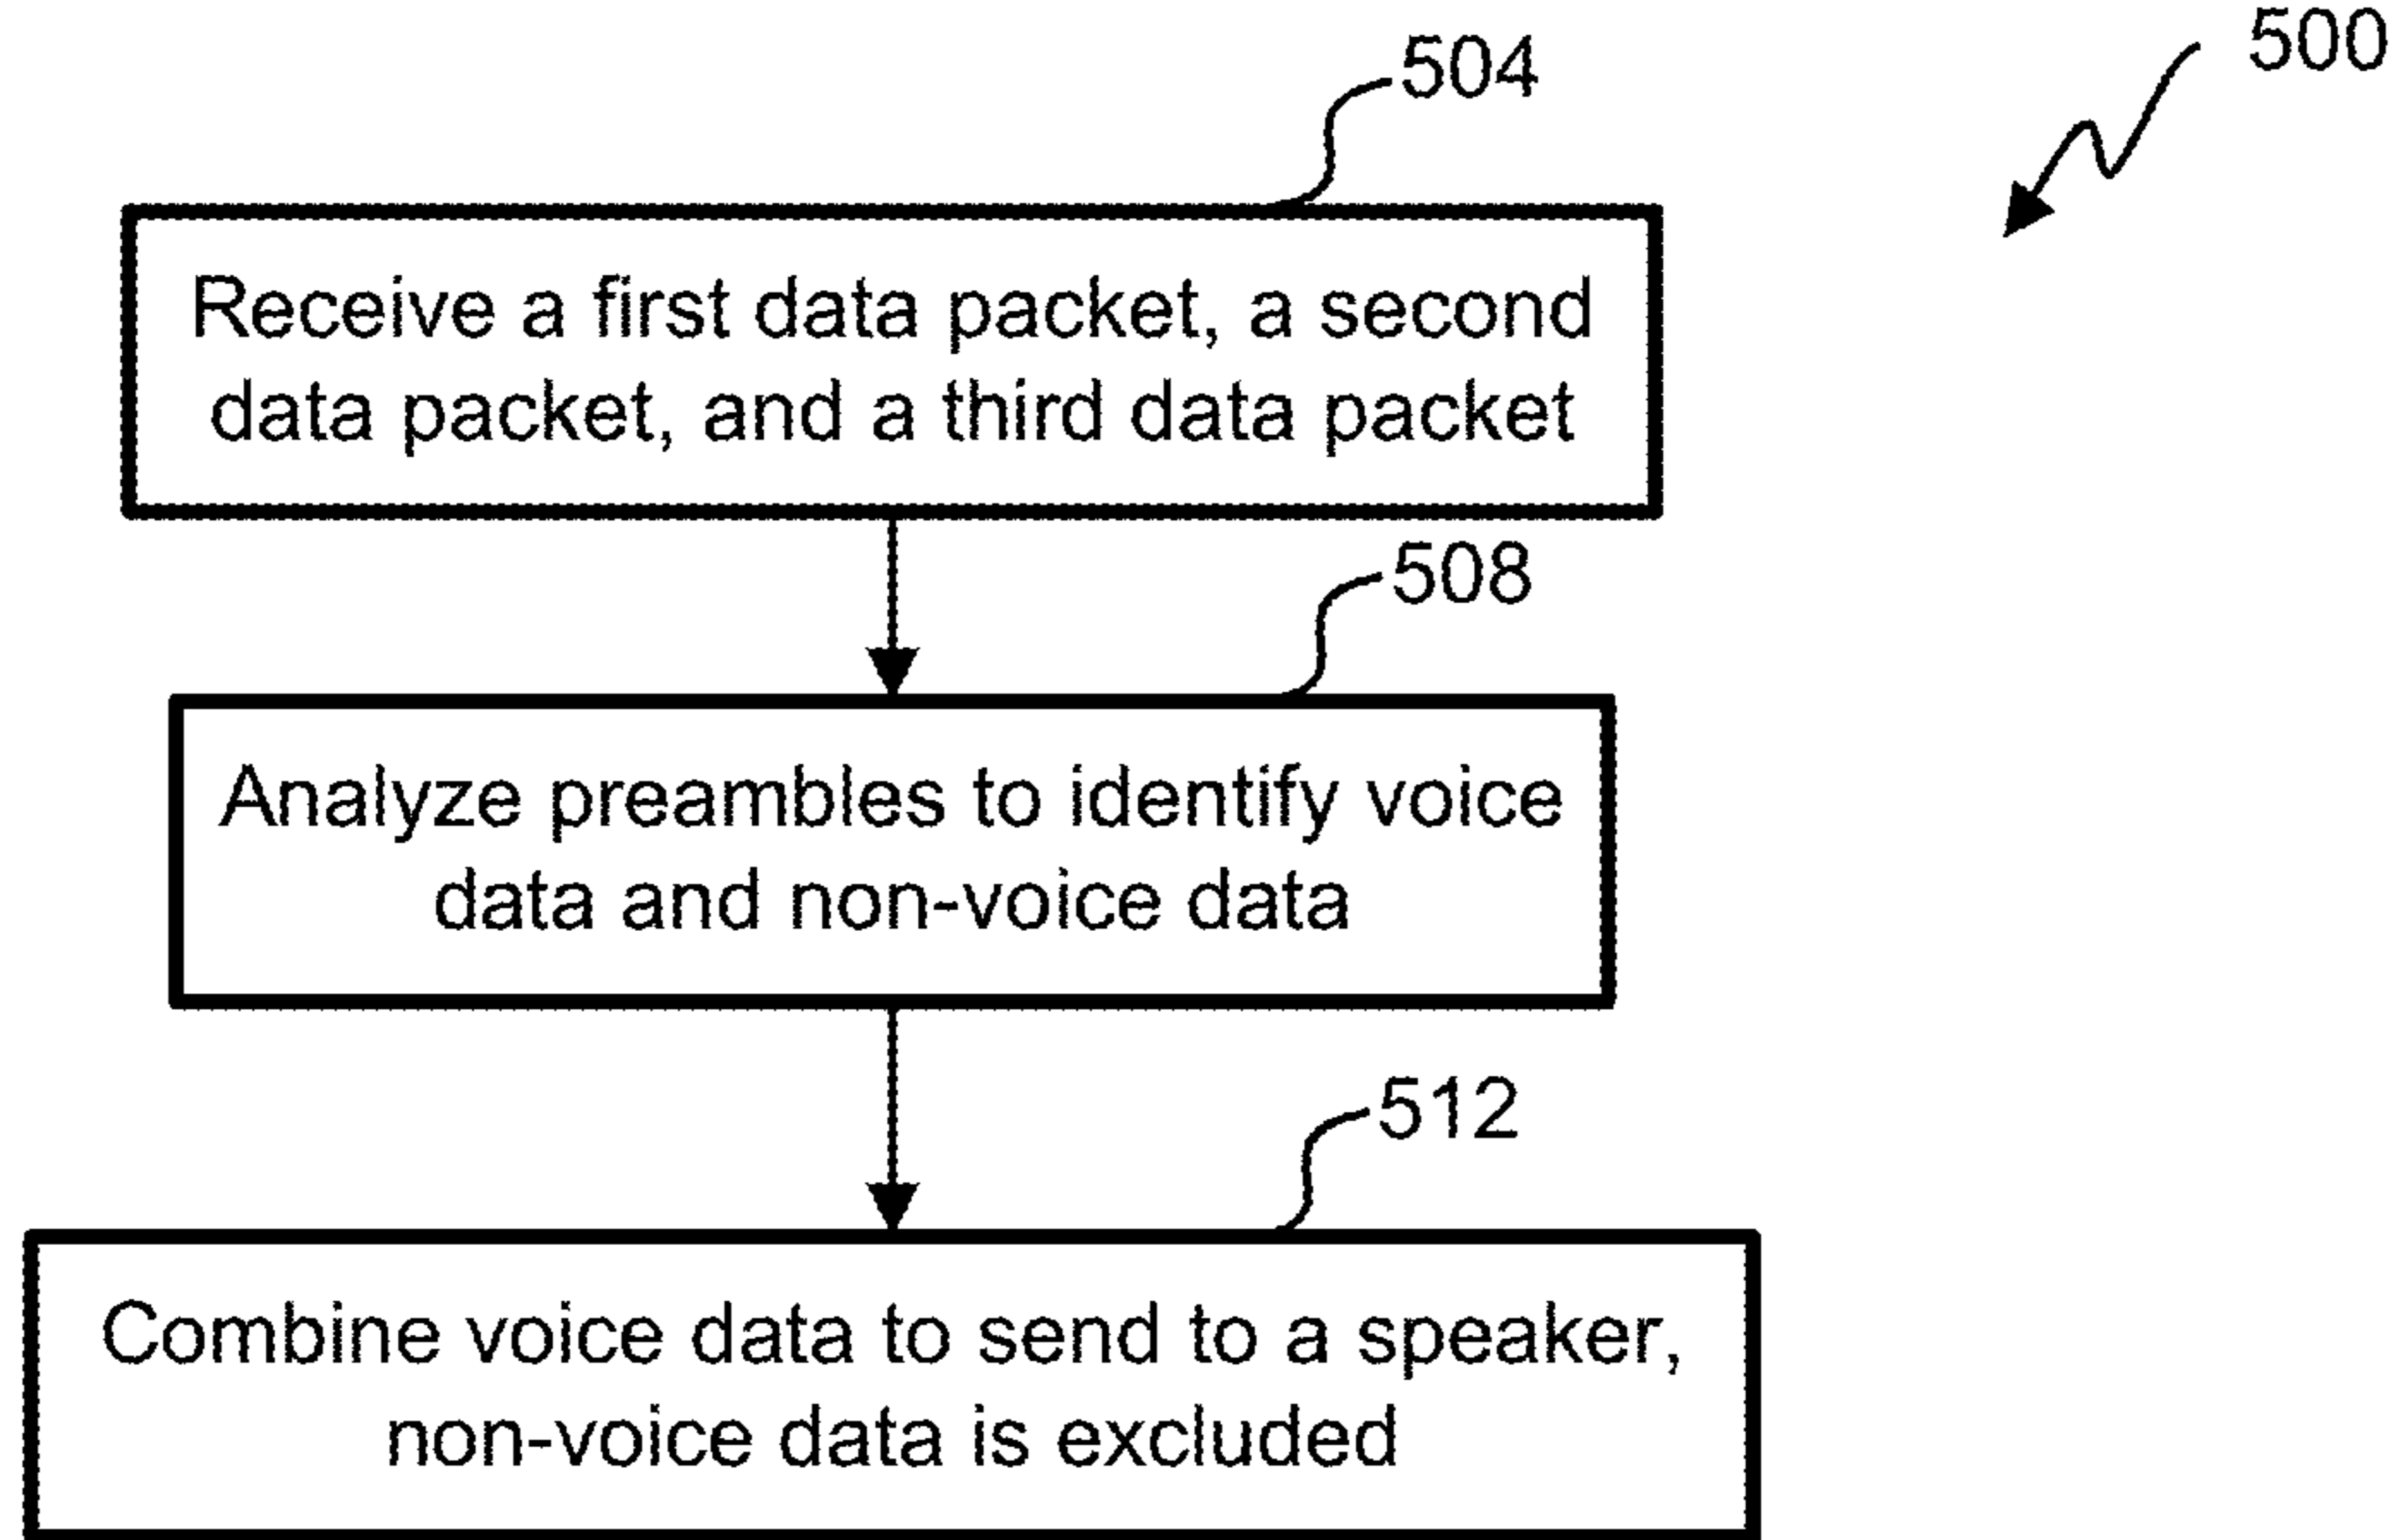 500
504
Receive a first data packet, a second
data packet, and a third data packet
508
Analyze preambles to identify voice
data and non-voice data
512
Combine voice data to send to a speaker,
non-voice data is excluded